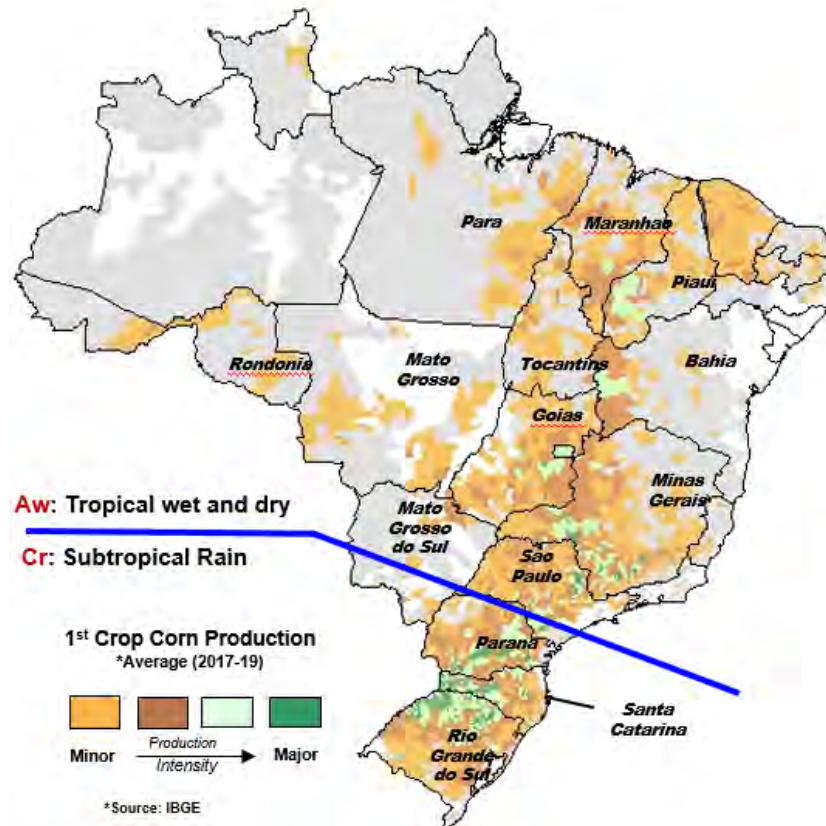 Para
Maranhao
Piaui
Rondonia
Mato
Grosso
Tocantins
Bahia
Goias
Minas
Gerais
Aw: Tropical wet and dry
Mato
Grosso
do Sul
Cr: Subtropical Rain
São
Paulo
1st Crop Corn Production
*Average (2017-19)
Parana
Santa
Catarina
Minor
Production
Intensity
Major
Rio
Grande
do Sul
*Source: IBGE